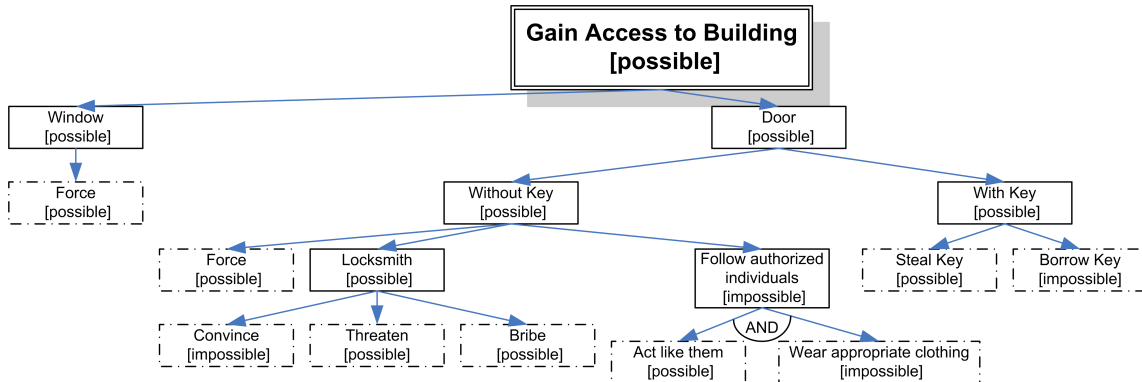 Gain Access to Building
[possible]
Window
[possible]
Door
[possible]
Force
[possible]
Without Key
[possible]
With Key
[possible]
Force
[possible]
Locksmith
[possible]
Follow authorized
individuals
[impossible]
Steal Key
[possible]
Borrow Key
[impossible]
Convince
[impossible]
Threaten
[possible]
Bribe
[possible]
AND
Act like them
[possible]
Wear appropriate clothing
[impossible]